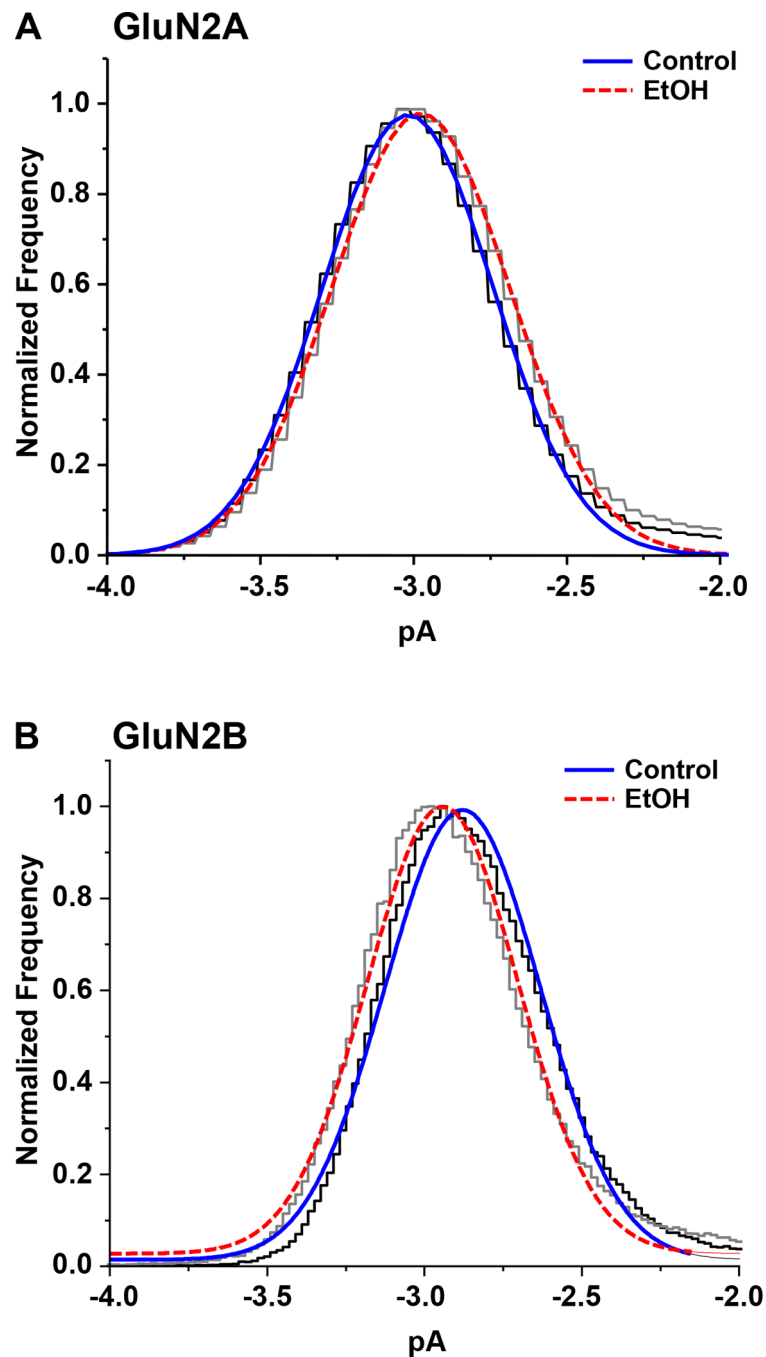 A GluN2A
Control
EtOH
1.0
0.8
0.6
0.4
0.2
0.0
Normalized Frequency
-4.0 -3.5 -3.0 -2.5 -2.0
pA
B GluN2B
Control
EtOH
1.0
0.8
0.6
0.4
0.2
0.0
Normalized Frequency
-4.0 -3.5 -3.0 -2.5 -2.0
pA